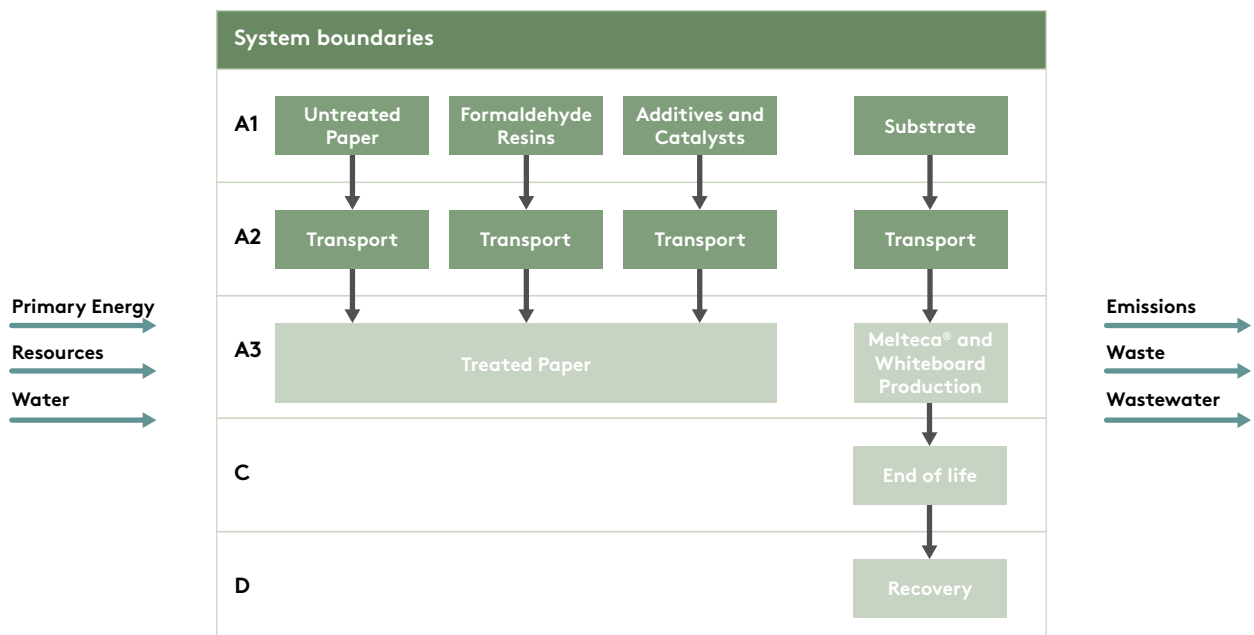 System boundaries
A1
Untreated
Paper
Formaldehyde
Resins
Additives and
Catalysts
Substrate
A2
Transport
Transport
Transport
Transport
Primary Energy
Resources
Water
A3
Treated Paper
Melteca® and
Whiteboard
Production
Emissions
Waste
Wastewater
C
End of life
D
Recovery